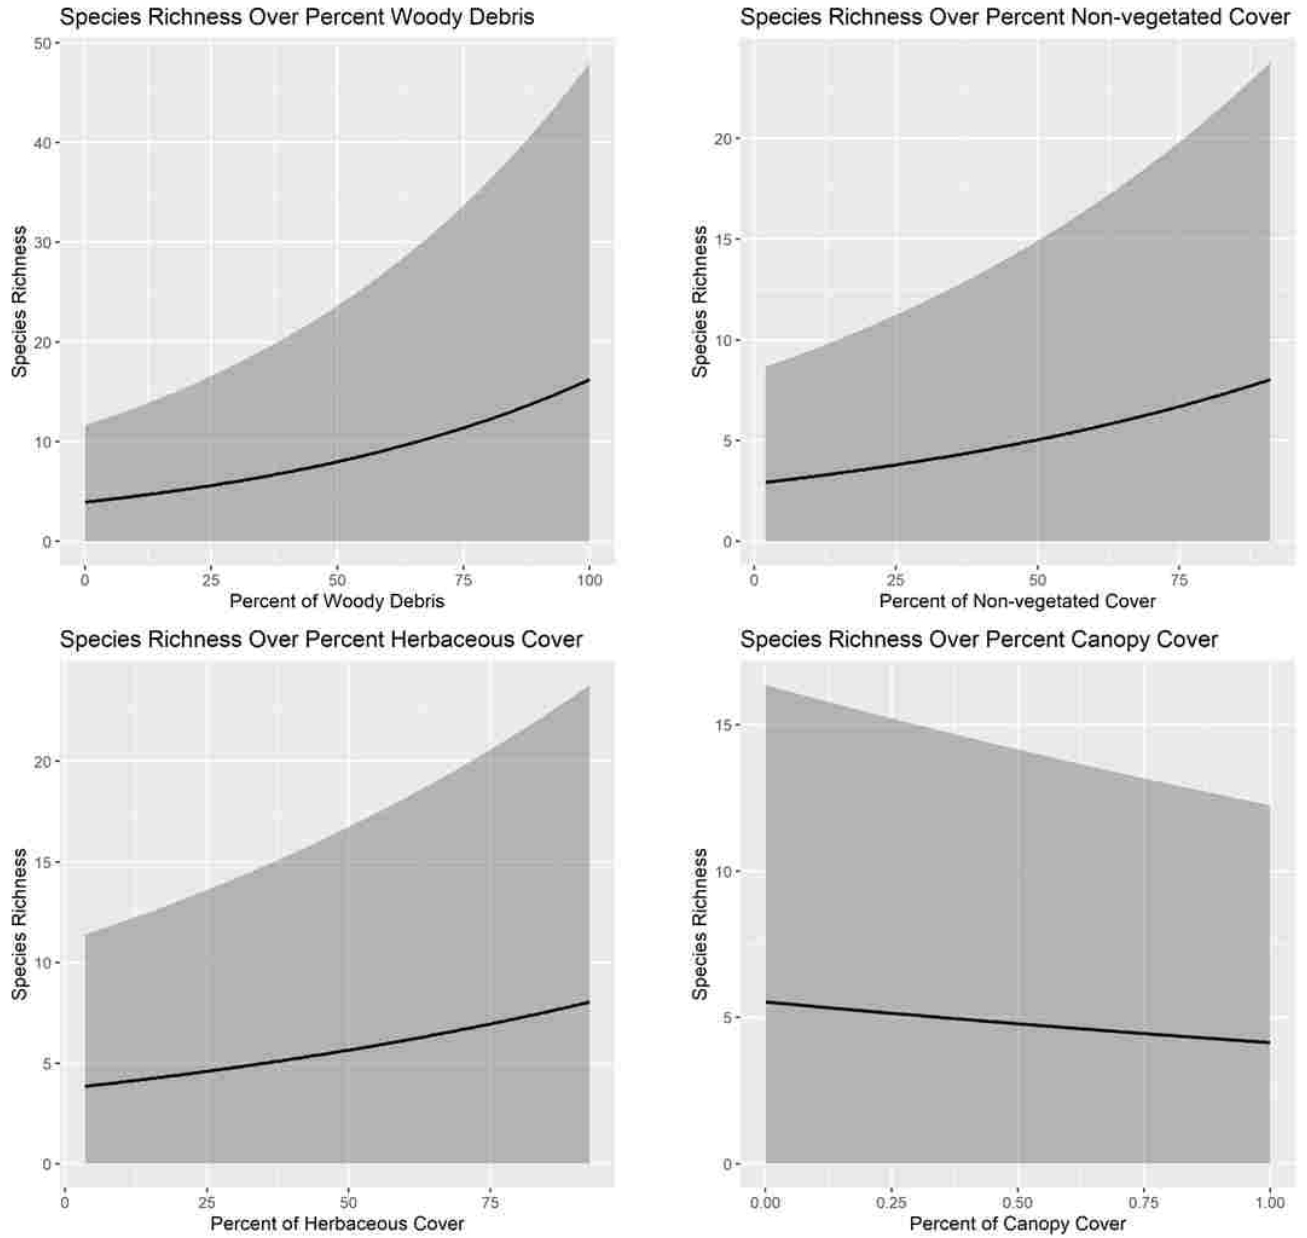 Species Richness Over Percent Woody Debris
50
40
30
20
10
0
Species Richness
0 25 50 75 100
Percent of Woody Debris
Species Richness Over Percent Non-vegetated Cover
20
15
10
5
0
Species Richness
0 25 50 75
Percent of Non-vegetated Cover
Species Richness Over Percent Herbaceous Cover
20
15
10
5
0
Species Richness
0 25 50 75
Percent of Herbaceous Cover
Species Richness Over Percent Canopy Cover
15
10
5
0
Species Richness
0.00 0.25 0.50 0.75 1.00
Percent of Canopy Cover